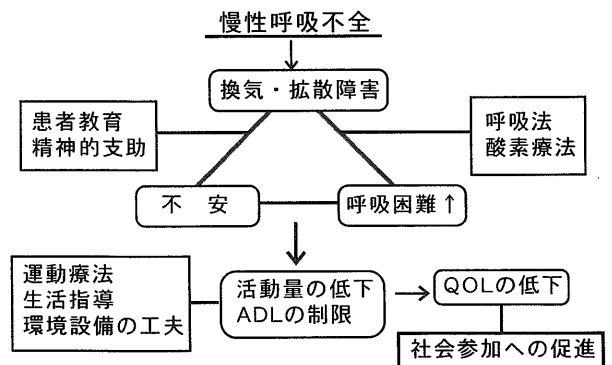 慢性呼吸不全
換気・拡散障害
患者教育
精神的支助
呼吸法
酸素療法
不 安
呼吸困難↑
運動療法
生活指導
環境設備の工夫
活動量の低下
ADLの制限
QOLの低下
社会参加への促進